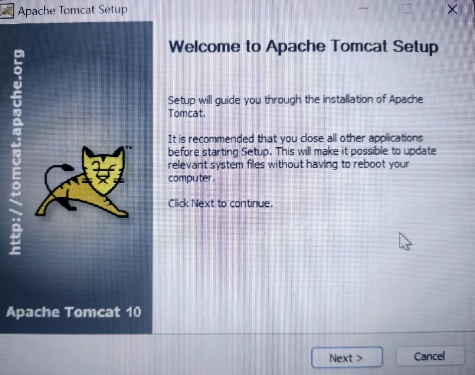 Apache Tomcat Setup
http://tomcat.apache.org
Welcome to Apache Tomcat Setup
Setup will guide you through the installation of Apache
Tomcat.
It is recommended that you close all other applications
before starting Setup. This will make it possible to update
relevant system files without having to reboot your
computer.
Click Next to continue.
TM
Apache Tomcat 10
Next >
Cancel